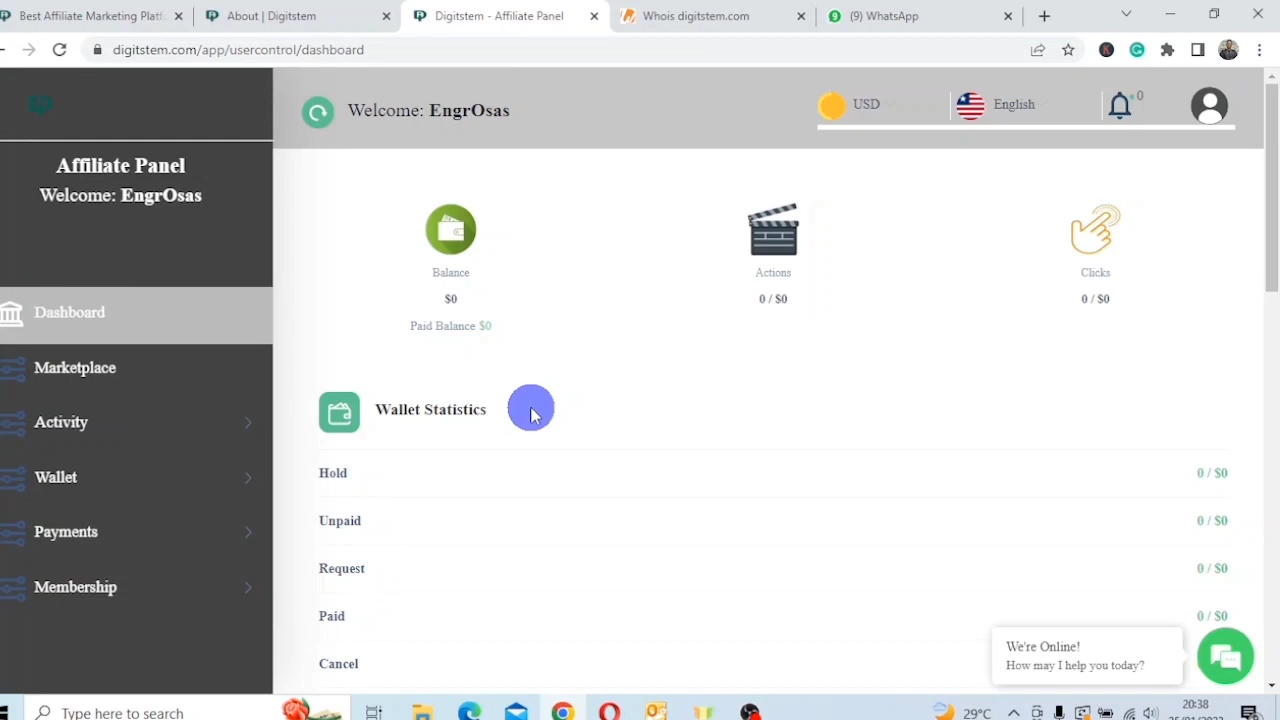 Best Affiliate Marketing Platf
About | Digitstem
Digitstem - Affiliate Panel
Whois digitstem.com
(9) WhatsApp
digitstem.com/app/usercontrol/dashboard
Welcome: EngrOsas
USD
English
0
Affiliate Panel
Welcome: EngrOsas
Dashboard
Marketplace
Activity
Wallet
Payments
Membership
Balance
$0
Paid Balance $0
Actions
0 / $0
Clicks
0 / $0
Wallet Statistics
Hold 0 / $0
Unpaid 0 / $0
Request 0 / $0
Paid 0 / $0
Cancel
We're Online!
How may I help you today?
Type here to search
29°C
20:38